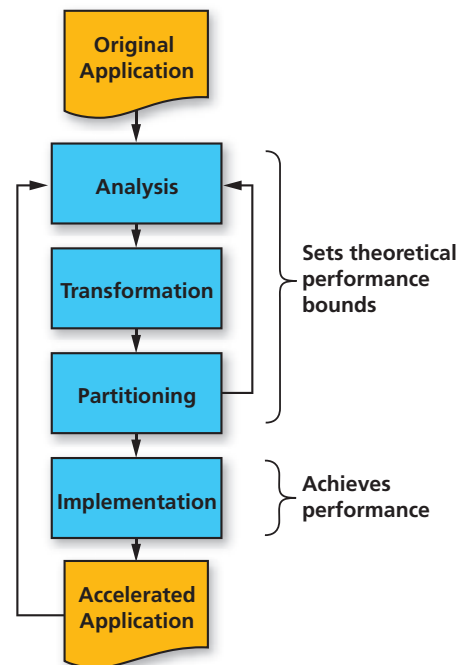 Original
Application
Analysis
Transformation
Partitioning
Sets theoretical
performance
bounds
Implementation
Achieves
performance
Accelerated
Application